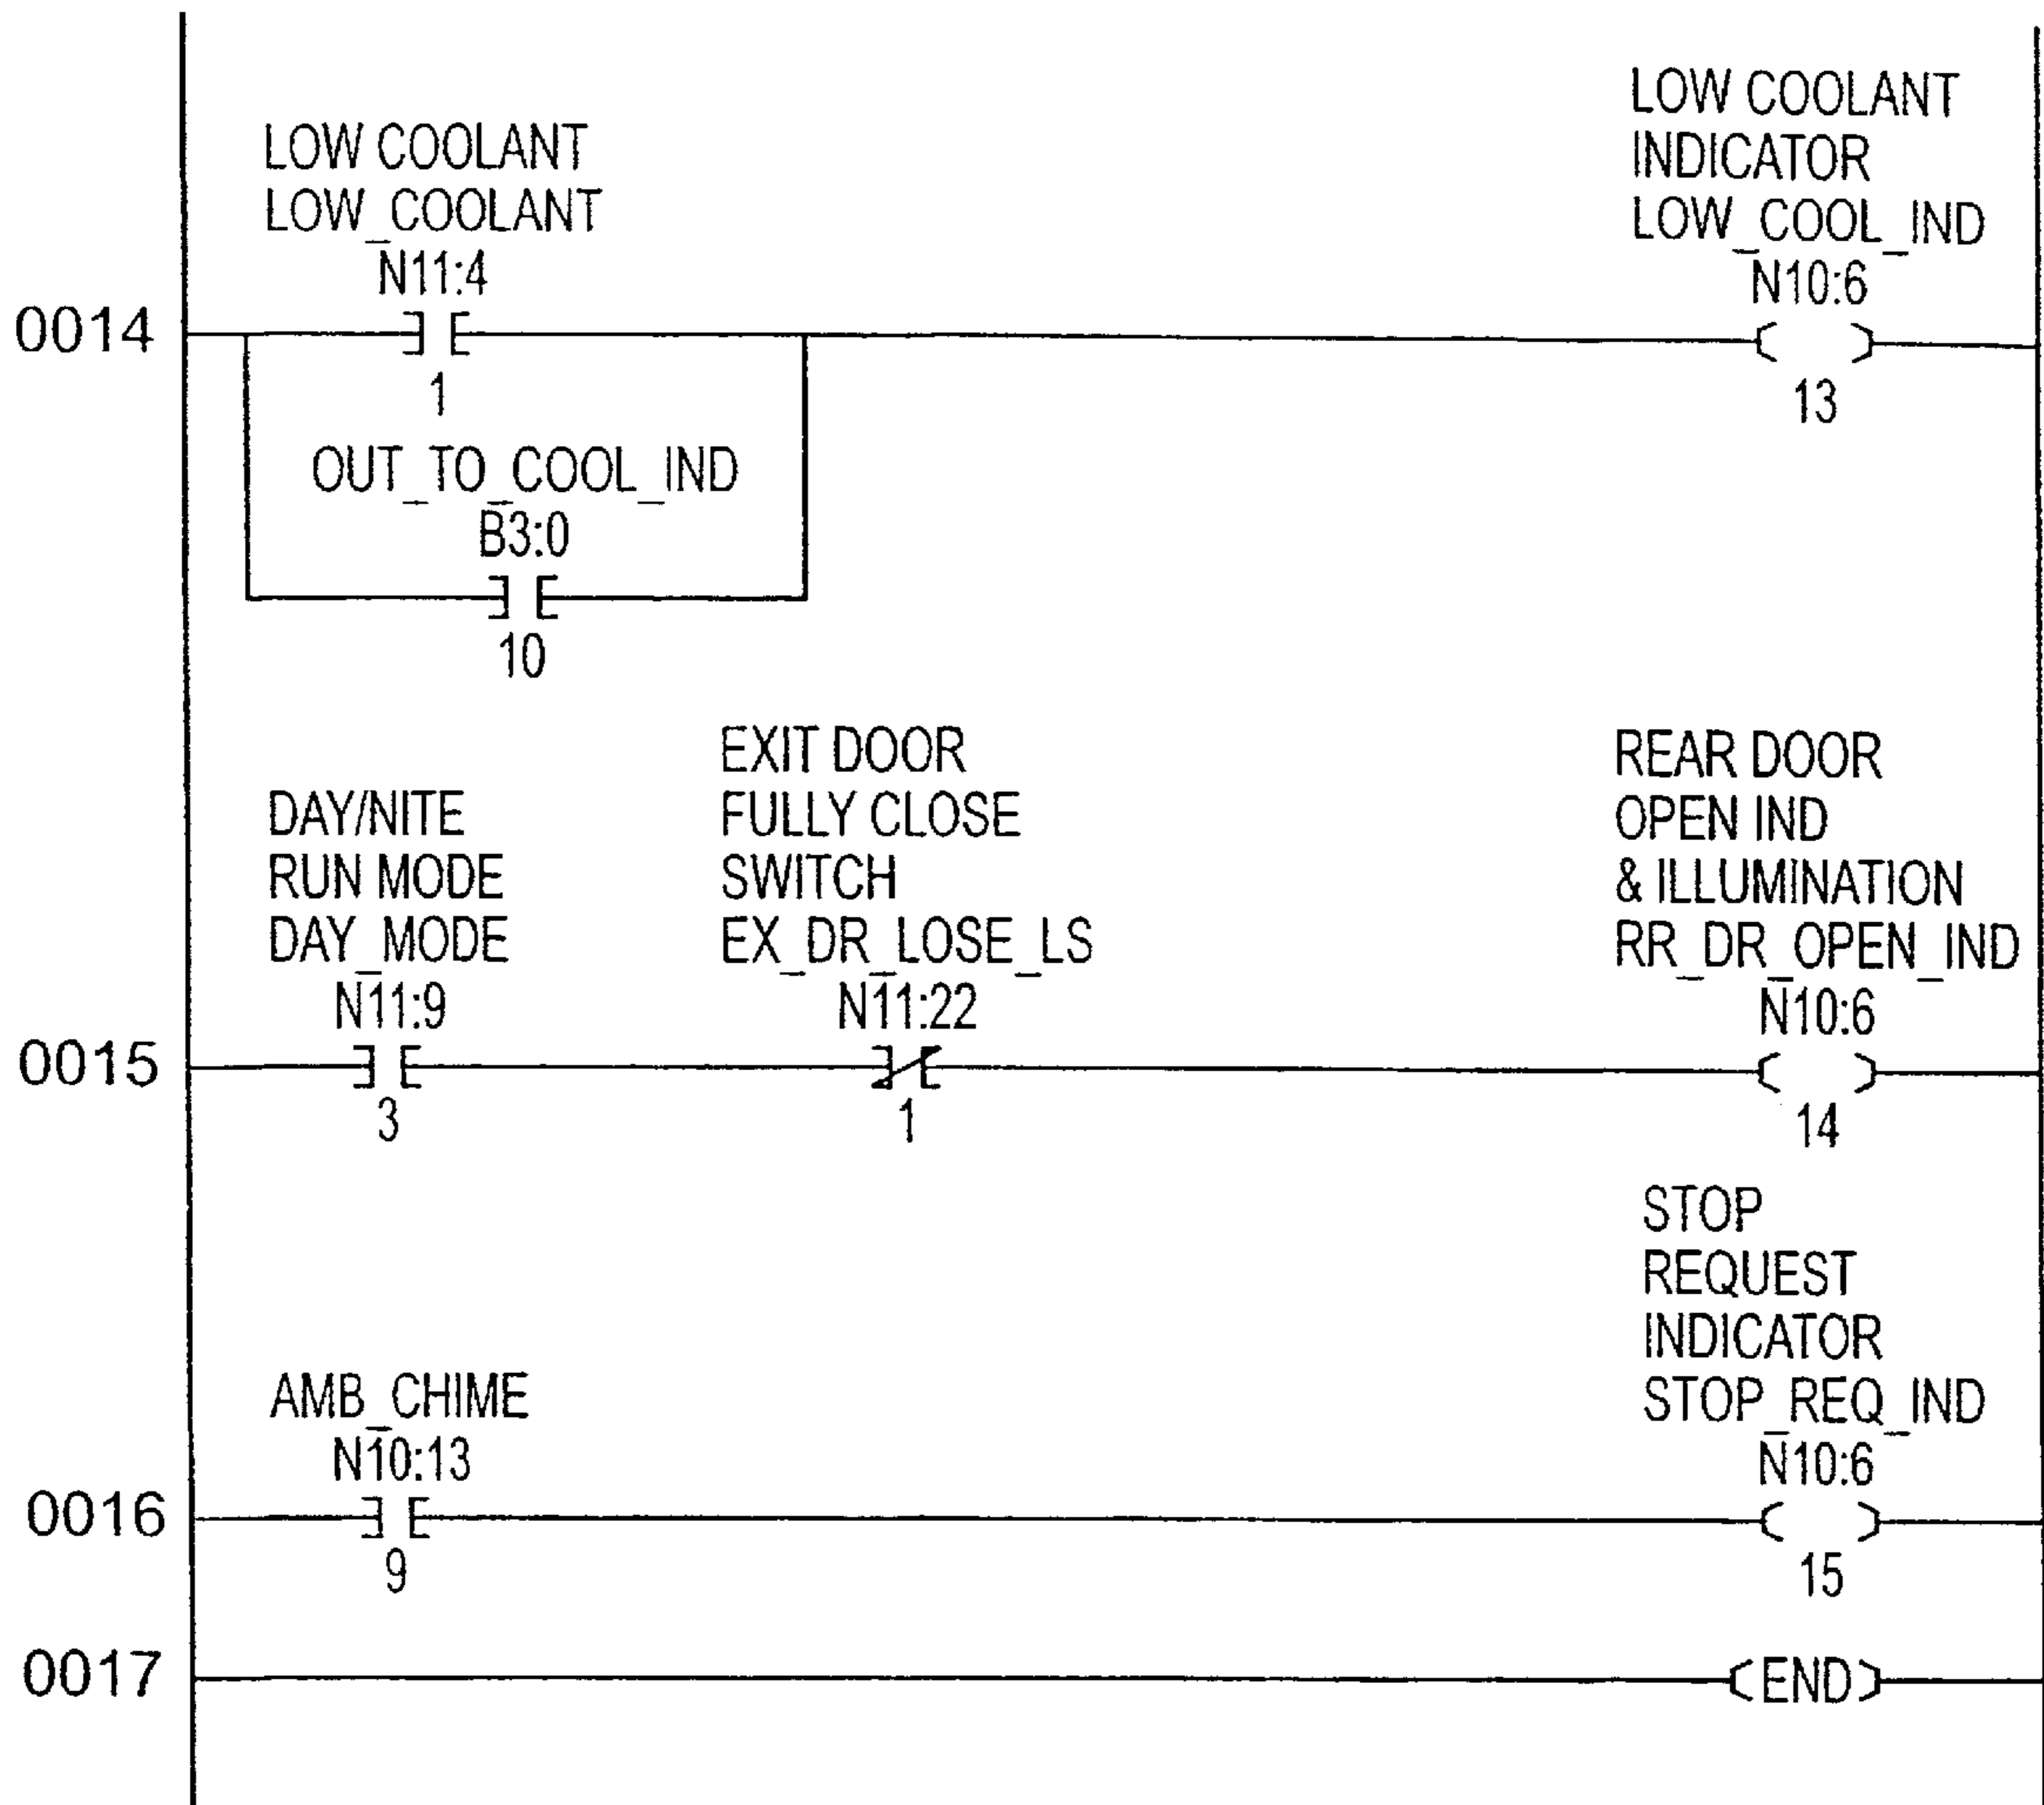 LOW COOLANT
LOW_COOLANT
N11:4
1
OUT_TO_COOL_IND
B3:0
10
LOW COOLANT
INDICATOR
LOW_COOL_IND
N10:6
13
0014
DAY/NITE
RUN MODE
DAY_MODE
N11:9
3
EXIT DOOR
FULLY CLOSE
SWITCH
EX_DR_LOSE_LS
N11:22
1
REAR DOOR
OPEN IND
& ILLUMINATION
RR_DR_OPEN_IND
N10:6
14
0015
AMB_CHIME
N10:13
9
STOP
REQUEST
INDICATOR
STOP_REQ_IND
N10:6
15
0016
0017
END